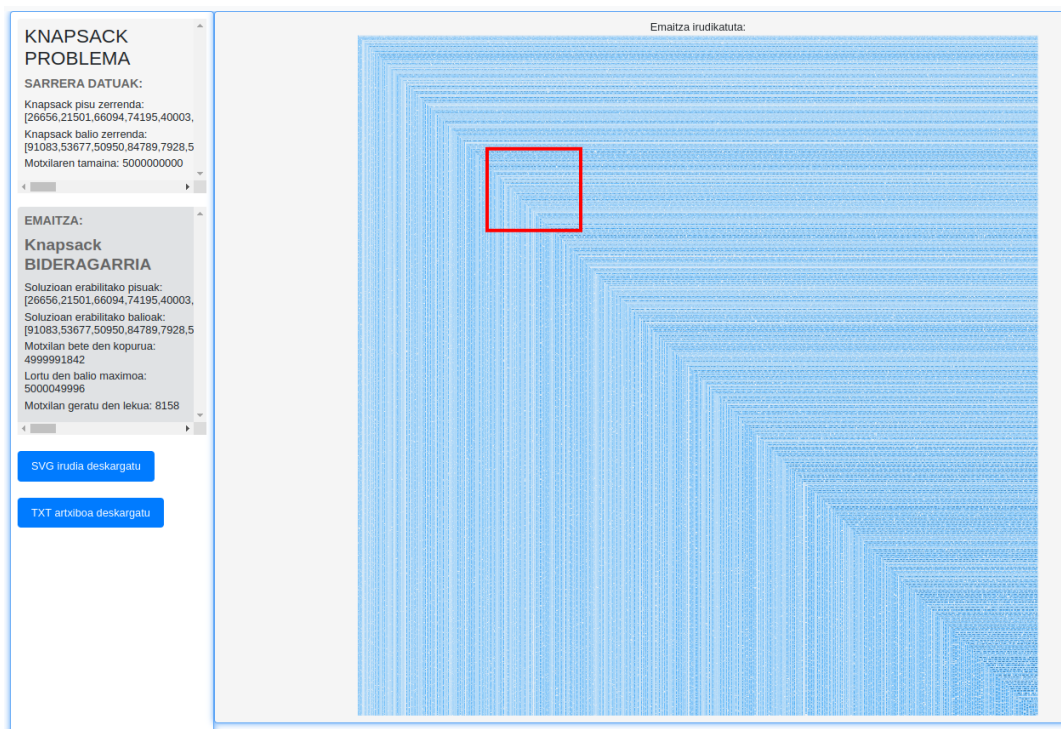 KNAPSACK
PROBLEMA
SARRERA DATUAK:
Knapsack pisu zerrenda:
[26656,21501,66094,74195,40003,
Knapsack balio zerrenda:
[91083,53677,50950,84789,7928,5
Motxilaren tamaina: 5000000000
EMAITZA:
Knapsack
BIDERAGARRIA
Soluzioan erabilitako pisuak:
[26656,21501,66094,74195,40003,
Soluzioan erabilitako balioak:
[91083,53677,50950,84789,7928,5
Motxilan bete den kopurua:
4999991842
Lortu den balio maximoa:
5000049996
Motxilan geratu den lekua: 8158
SVG irudia deskargatu
TXT artxiboa deskargatu
Emaitza irudikatuta: